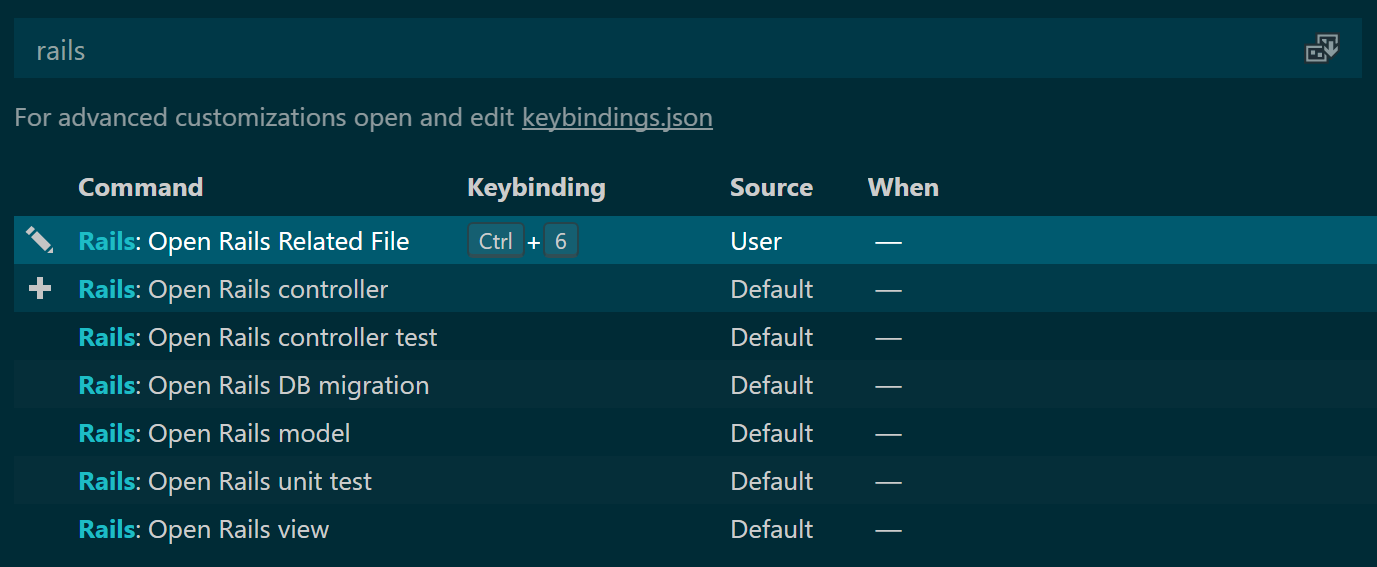 rails
For advanced customizations open and edit keybindings.json
Command Keybinding Source When
Rails: Open Rails Related File Ctrl + 6 User —
Rails: Open Rails controller Default —
Rails: Open Rails controller test Default —
Rails: Open Rails DB migration Default —
Rails: Open Rails model Default —
Rails: Open Rails unit test Default —
Rails: Open Rails view Default —